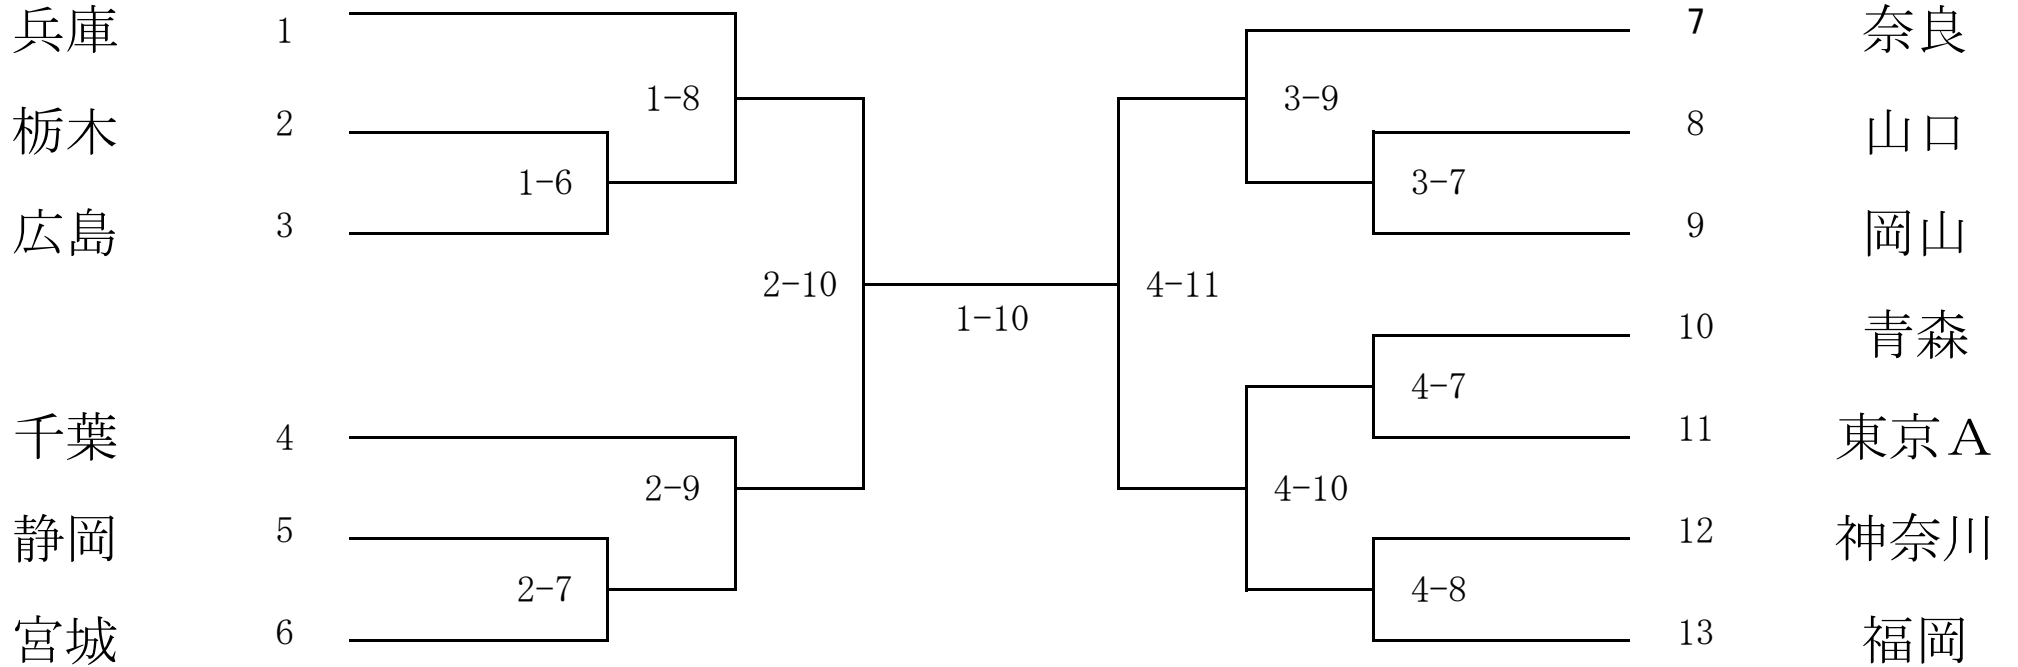 兵庫 1
栃木 2
広島 3
千葉 4
静岡 5
宮城 6
1-8
1-6
2-10
2-9
2-7
1-10
4-11
3-9
3-7
4-7
4-10
4-8
7 奈良
8 山口
9 岡山
10 青森
11 東京A
12 神奈川
13 福岡